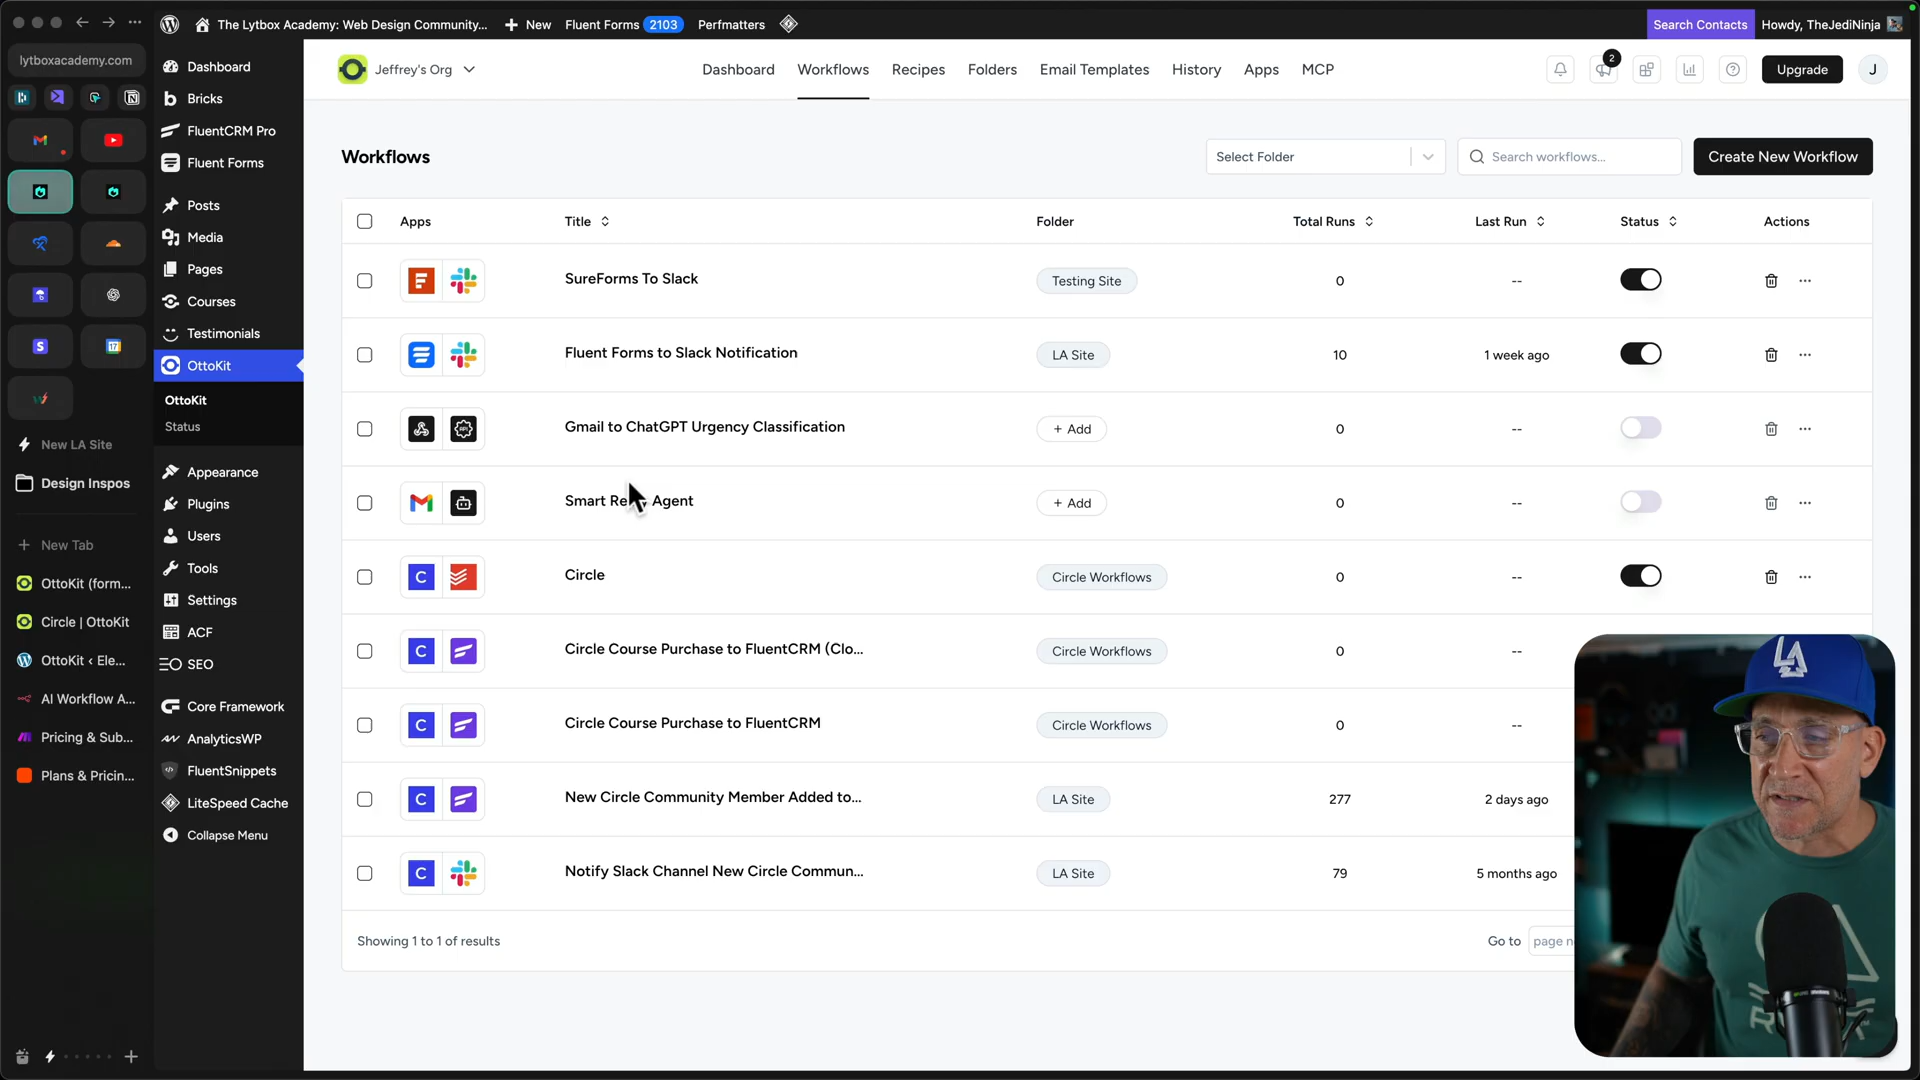 The Lytbox Academy: Web Design Community...
New
Fluent Forms 2103
Perfmatters
Search Contacts
Howdy, TheJediNinja
lytboxacademy.com
New LA Site
Design Inspos
New Tab
OttoKit (form...
Circle | OttoKit
OttoKit ‹ Ele...
AI Workflow A...
Pricing & Sub...
Plans & Pricin...
Dashboard
Bricks
FluentCRM Pro
Fluent Forms
Posts
Media
Pages
Courses
Testimonials
OttoKit
OttoKit
Status
Appearance
Plugins
Users
Tools
Settings
ACF
SEO
Core Framework
AnalyticsWP
FluentSnippets
LiteSpeed Cache
Collapse Menu
Jeffrey's Org
Dashboard Workflows Recipes Folders Email Templates History Apps MCP
2
Upgrade
J
Workflows
Select Folder
Search workflows...
Create New Workflow
Apps Title Folder Total Runs Last Run Status Actions
SureForms To Slack Testing Site 0 --
Fluent Forms to Slack Notification LA Site 10 1 week ago
Gmail to ChatGPT Urgency Classification + Add 0 --
Smart Agent + Add 0 --
Circle Circle Workflows 0 --
Circle Course Purchase to FluentCRM (Clo... Circle Workflows 0 --
Circle Course Purchase to FluentCRM Circle Workflows 0 --
New Circle Community Member Added to... LA Site 277 2 days ago
Notify Slack Channel New Circle Commun... LA Site 79 5 months ago
Showing 1 to 1 of results
Go to page n
LA